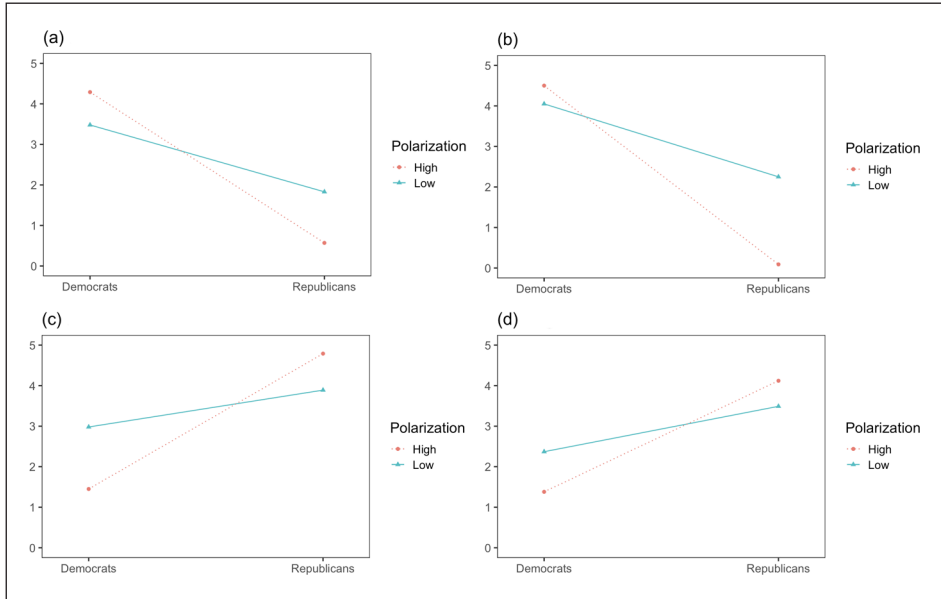 (a)
5
4
3
2
1
0
Democrats Republicans
Polarization
High
Low
(b)
5
4
3
2
1
0
Democrats Republicans
Polarization
High
Low
(c)
5
4
3
2
1
0
Democrats Republicans
Polarization
High
Low
(d)
5
4
3
2
1
0
Democrats Republicans
Polarization
High
Low